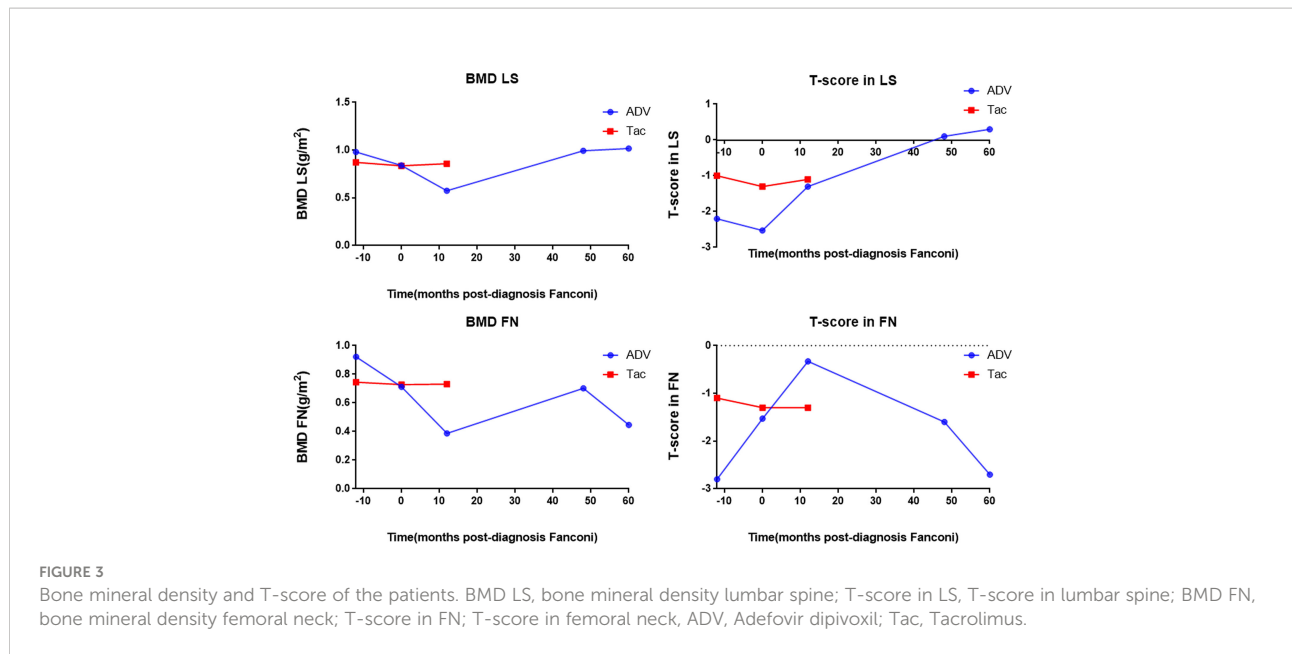 BMD LS
1.5
1.0
0.5
0.0
BMD LS(g/m²)
-10 0 10 20 30 40 50 60
Time(months post-diagnosis Fanconi)
ADV
Tac
T-score in LS
1
0
-1
-2
-3
T-score in LS
-10 0 10 20 30 40 50 60
Time(months post-diagnosis Fanconi)
ADV
Tac
BMD FN
1.0
0.8
0.6
0.4
0.2
0.0
BMD FN(g/m²)
-10 0 10 20 30 40 50 60
Time(months post-diagnosis Fanconi)
ADV
Tac
T-score in FN
0
-1
-2
-3
T-score in FN
-10 0 10 20 30 40 50 60
Time(months post-diagnosis Fanconi)
ADV
Tac
FIGURE 3
Bone mineral density and T-score of the patients. BMD LS, bone mineral density lumbar spine; T-score in LS, T-score in lumbar spine; BMD FN,
bone mineral density femoral neck; T-score in FN; T-score in femoral neck, ADV, Adefovir dipivoxil; Tac, Tacrolimus.